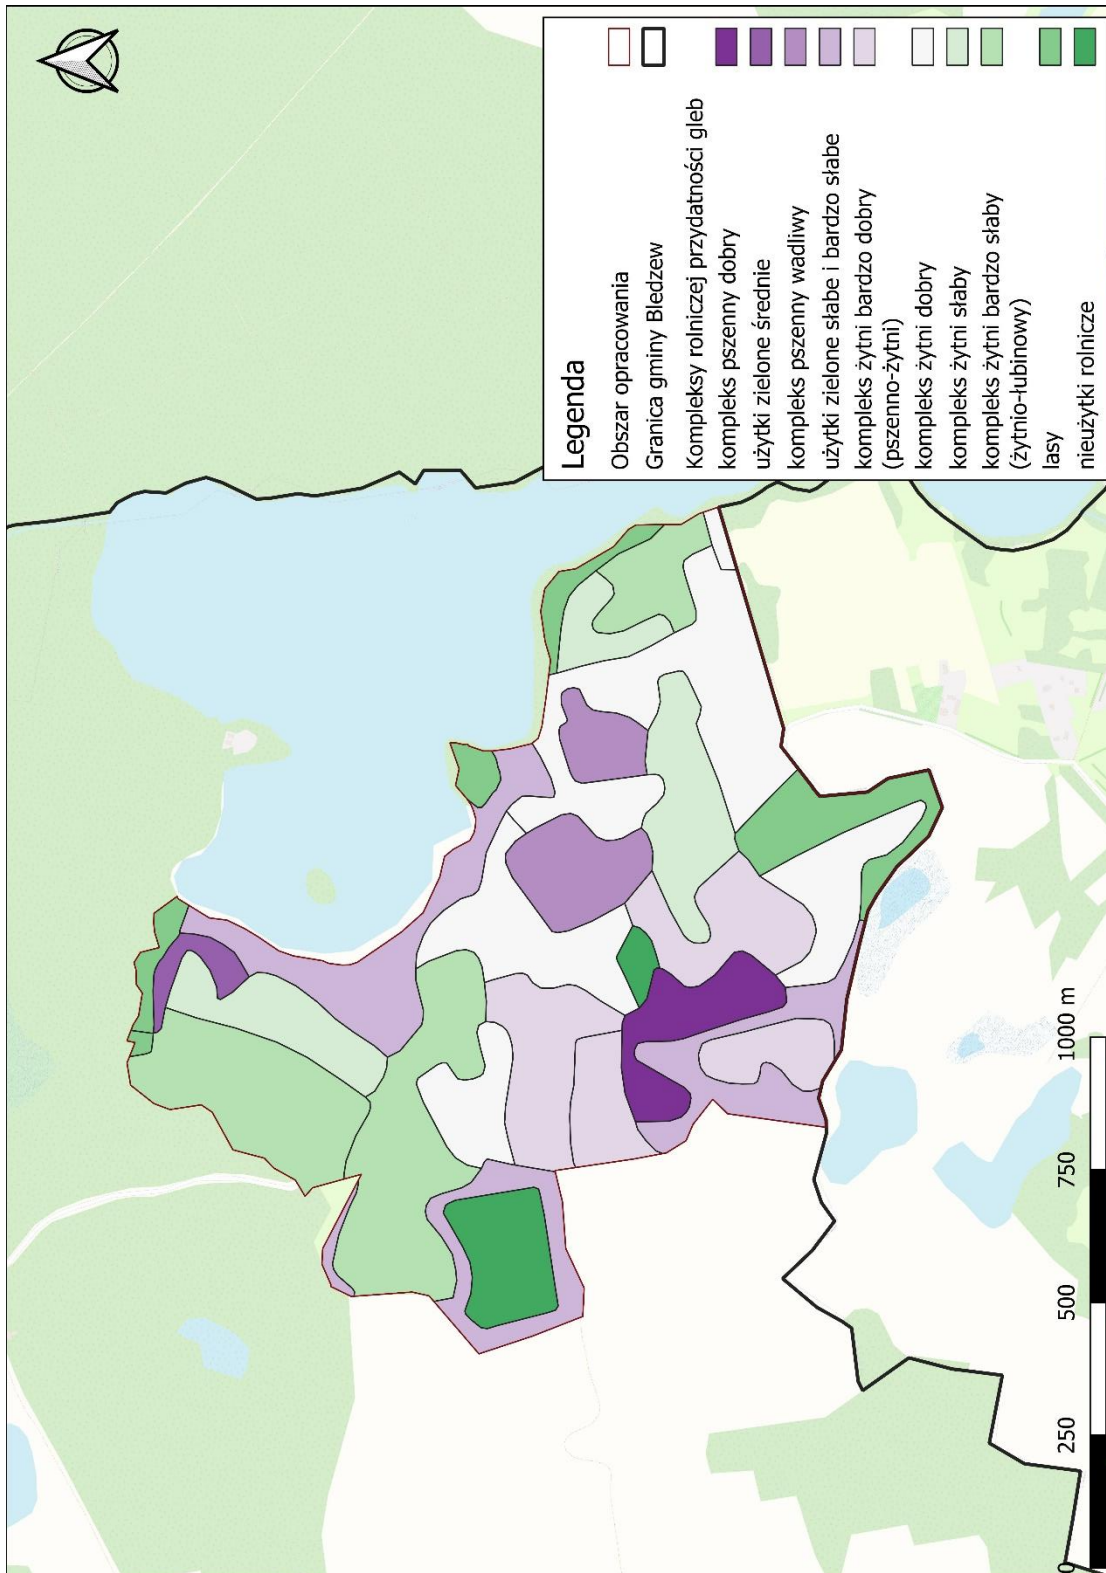 Legenda
Obszar opracowania
Granica gminy Bledzew
Kompleksy rolniczej przydatności gleb
kompleks pszenny dobry
użytki zielone średnie
kompleks pszenny wadliwy
użytki zielone słabe i bardzo słabe
kompleks żytni bardzo dobry
(pszenno-żytni)
kompleks żytni dobry
kompleks żytni słaby
kompleks żytni bardzo słaby
(żytnio-łubinowy)
lasy
nieużytki rolnicze
0 250 500 750 1000 m